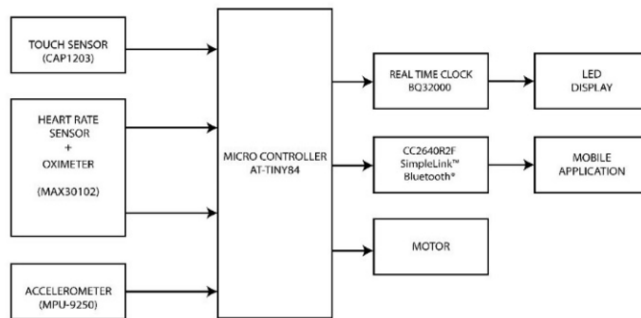 TOUCH SENSOR
(CAP1203)
HEART RATE
SENSOR
+
OXIMETER
(MAX30102)
ACCELEROMETER
(MPU-9250)
MICRO CONTROLLER
AT-TINY84
REAL TIME CLOCK
BQ32000
LED
DISPLAY
CC2640R2F
SimpleLink™
Bluetooth®
MOBILE
APPLICATION
MOTOR